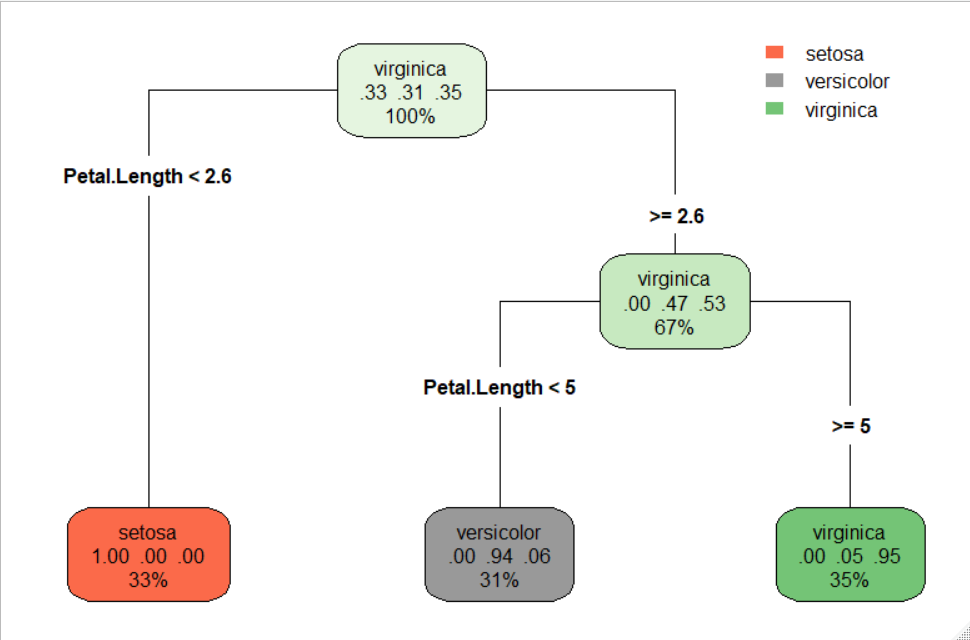 virginica
.33 .31 .35
100%
setosa
versicolor
virginica
Petal.Length < 2.6
>= 2.6
virginica
.00 .47 .53
67%
Petal.Length < 5
>= 5
setosa
1.00 .00 .00
33%
versicolor
.00 .94 .06
31%
virginica
.00 .05 .95
35%